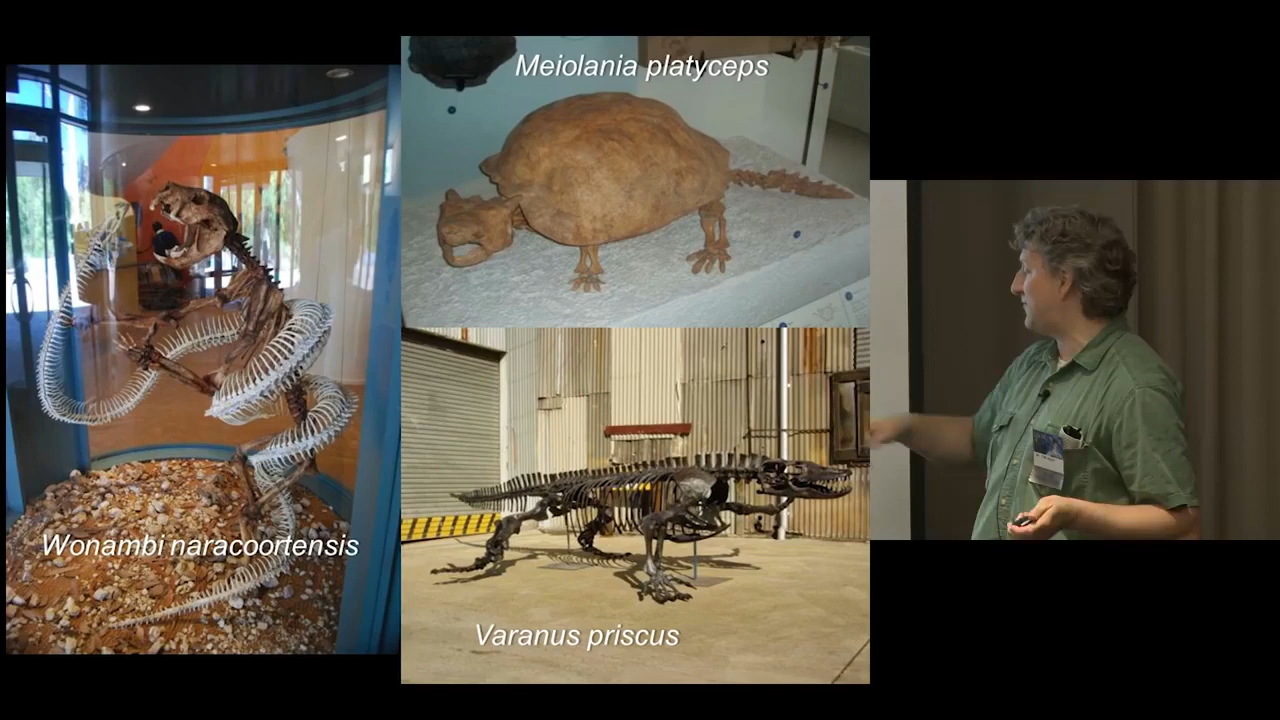 Meiolania platyceps
Wonambi naracoortensis
Varanus priscus